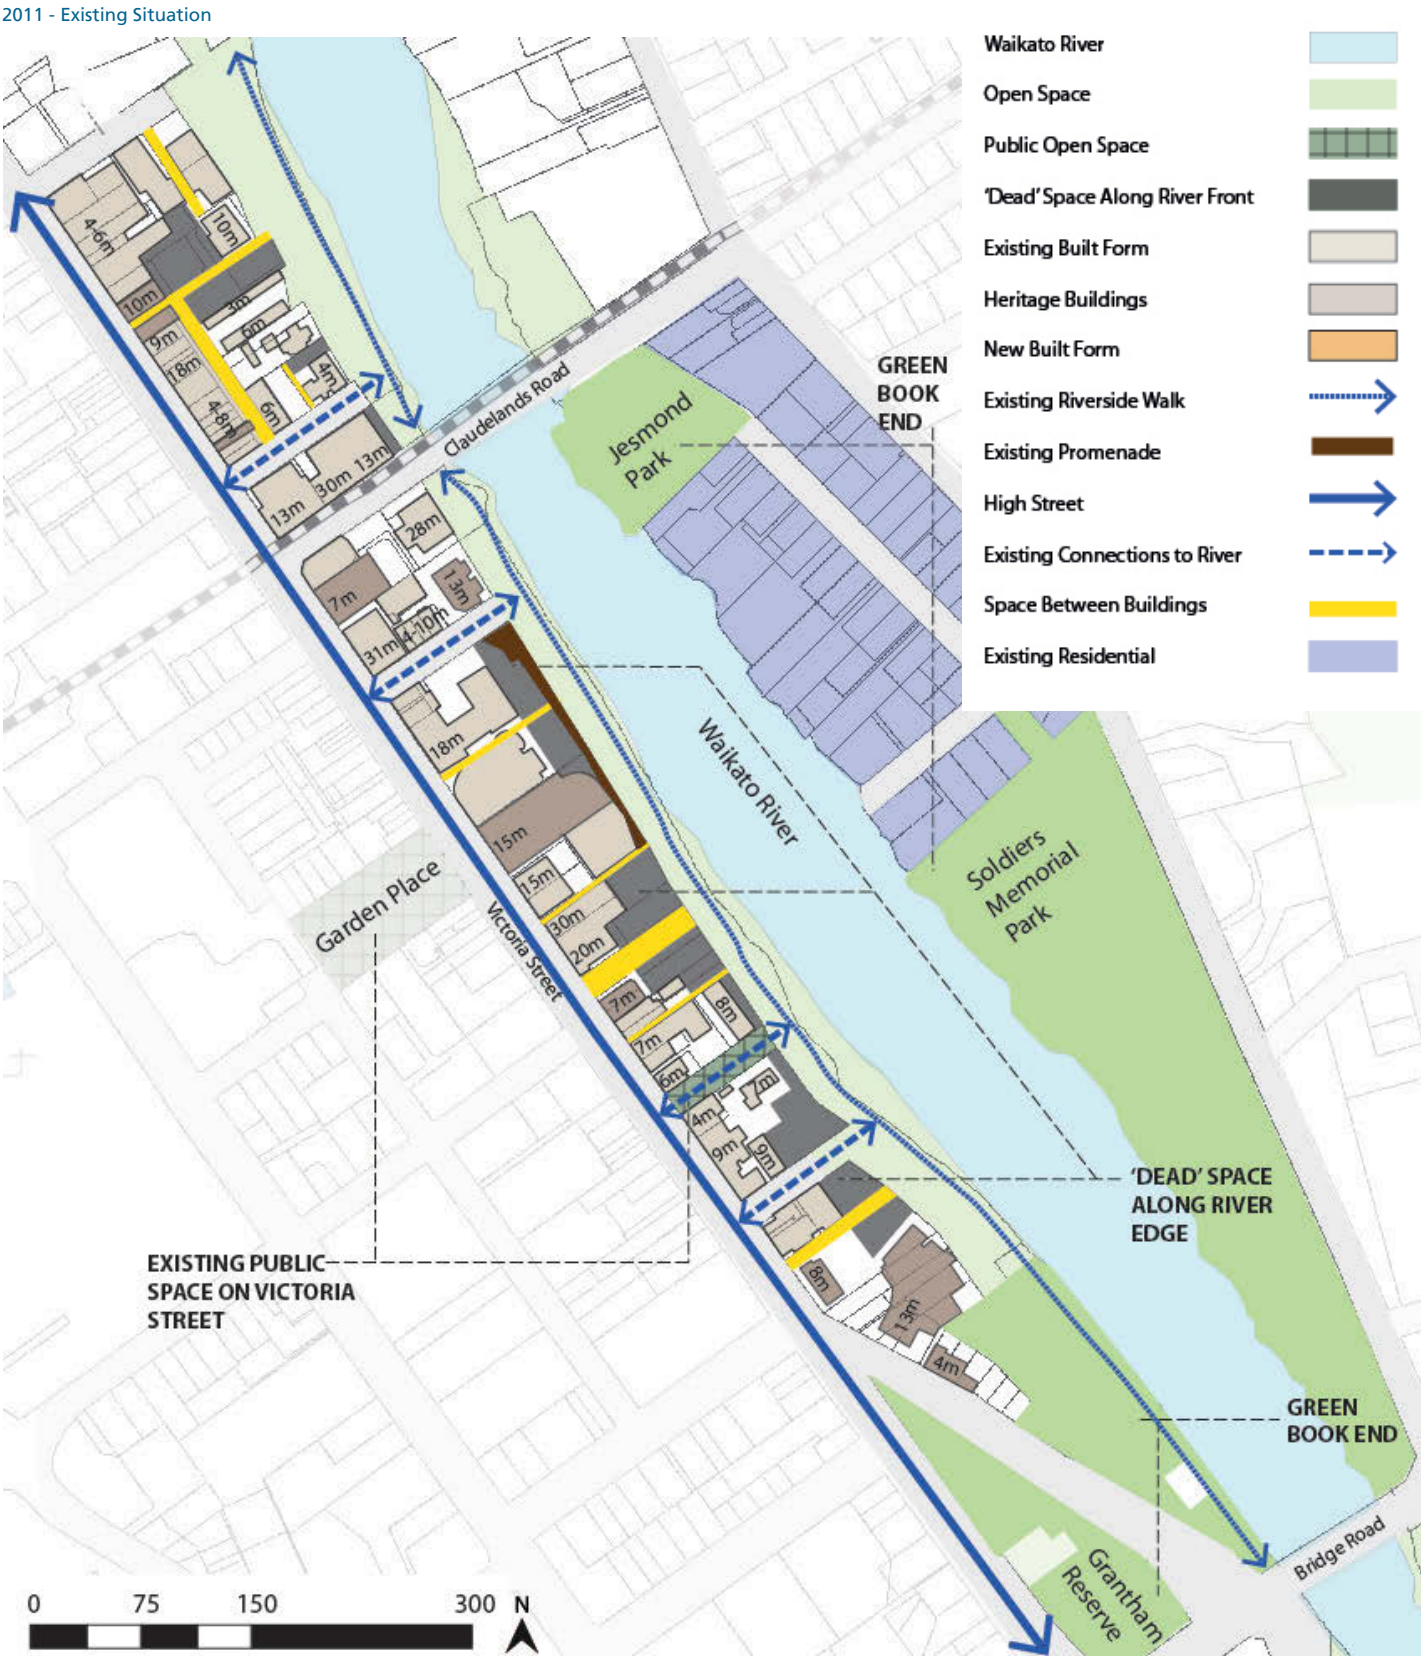 2011 - Existing Situation
Waikato River
Open Space
Public Open Space
'Dead' Space Along River Front
Existing Built Form
Heritage Buildings
New Built Form
Existing Riverside Walk
Existing Promenade
High Street
Existing Connections to River
Space Between Buildings
Existing Residential
4-6m
10m
10m
3m
6m
9m
18m
4m
4-8m
6m
30m 13m
13m
Claudelands Road
GREEN
BOOK
END
Jesmond
Park
28m
13m
7m
4-10m
31m
18m
Waikato River
15m
15m
Garden Place
Victoria Street
30m
20m
Soldiers
Memorial
Park
7m
8m
7m
6m
7m
4m
9m
9m
'DEAD' SPACE
ALONG RIVER
EDGE
EXISTING PUBLIC
SPACE ON VICTORIA
STREET
8m
13m
4m
GREEN
BOOK END
Bridge Road
Grantham
Reserve
0 75 150 300 N